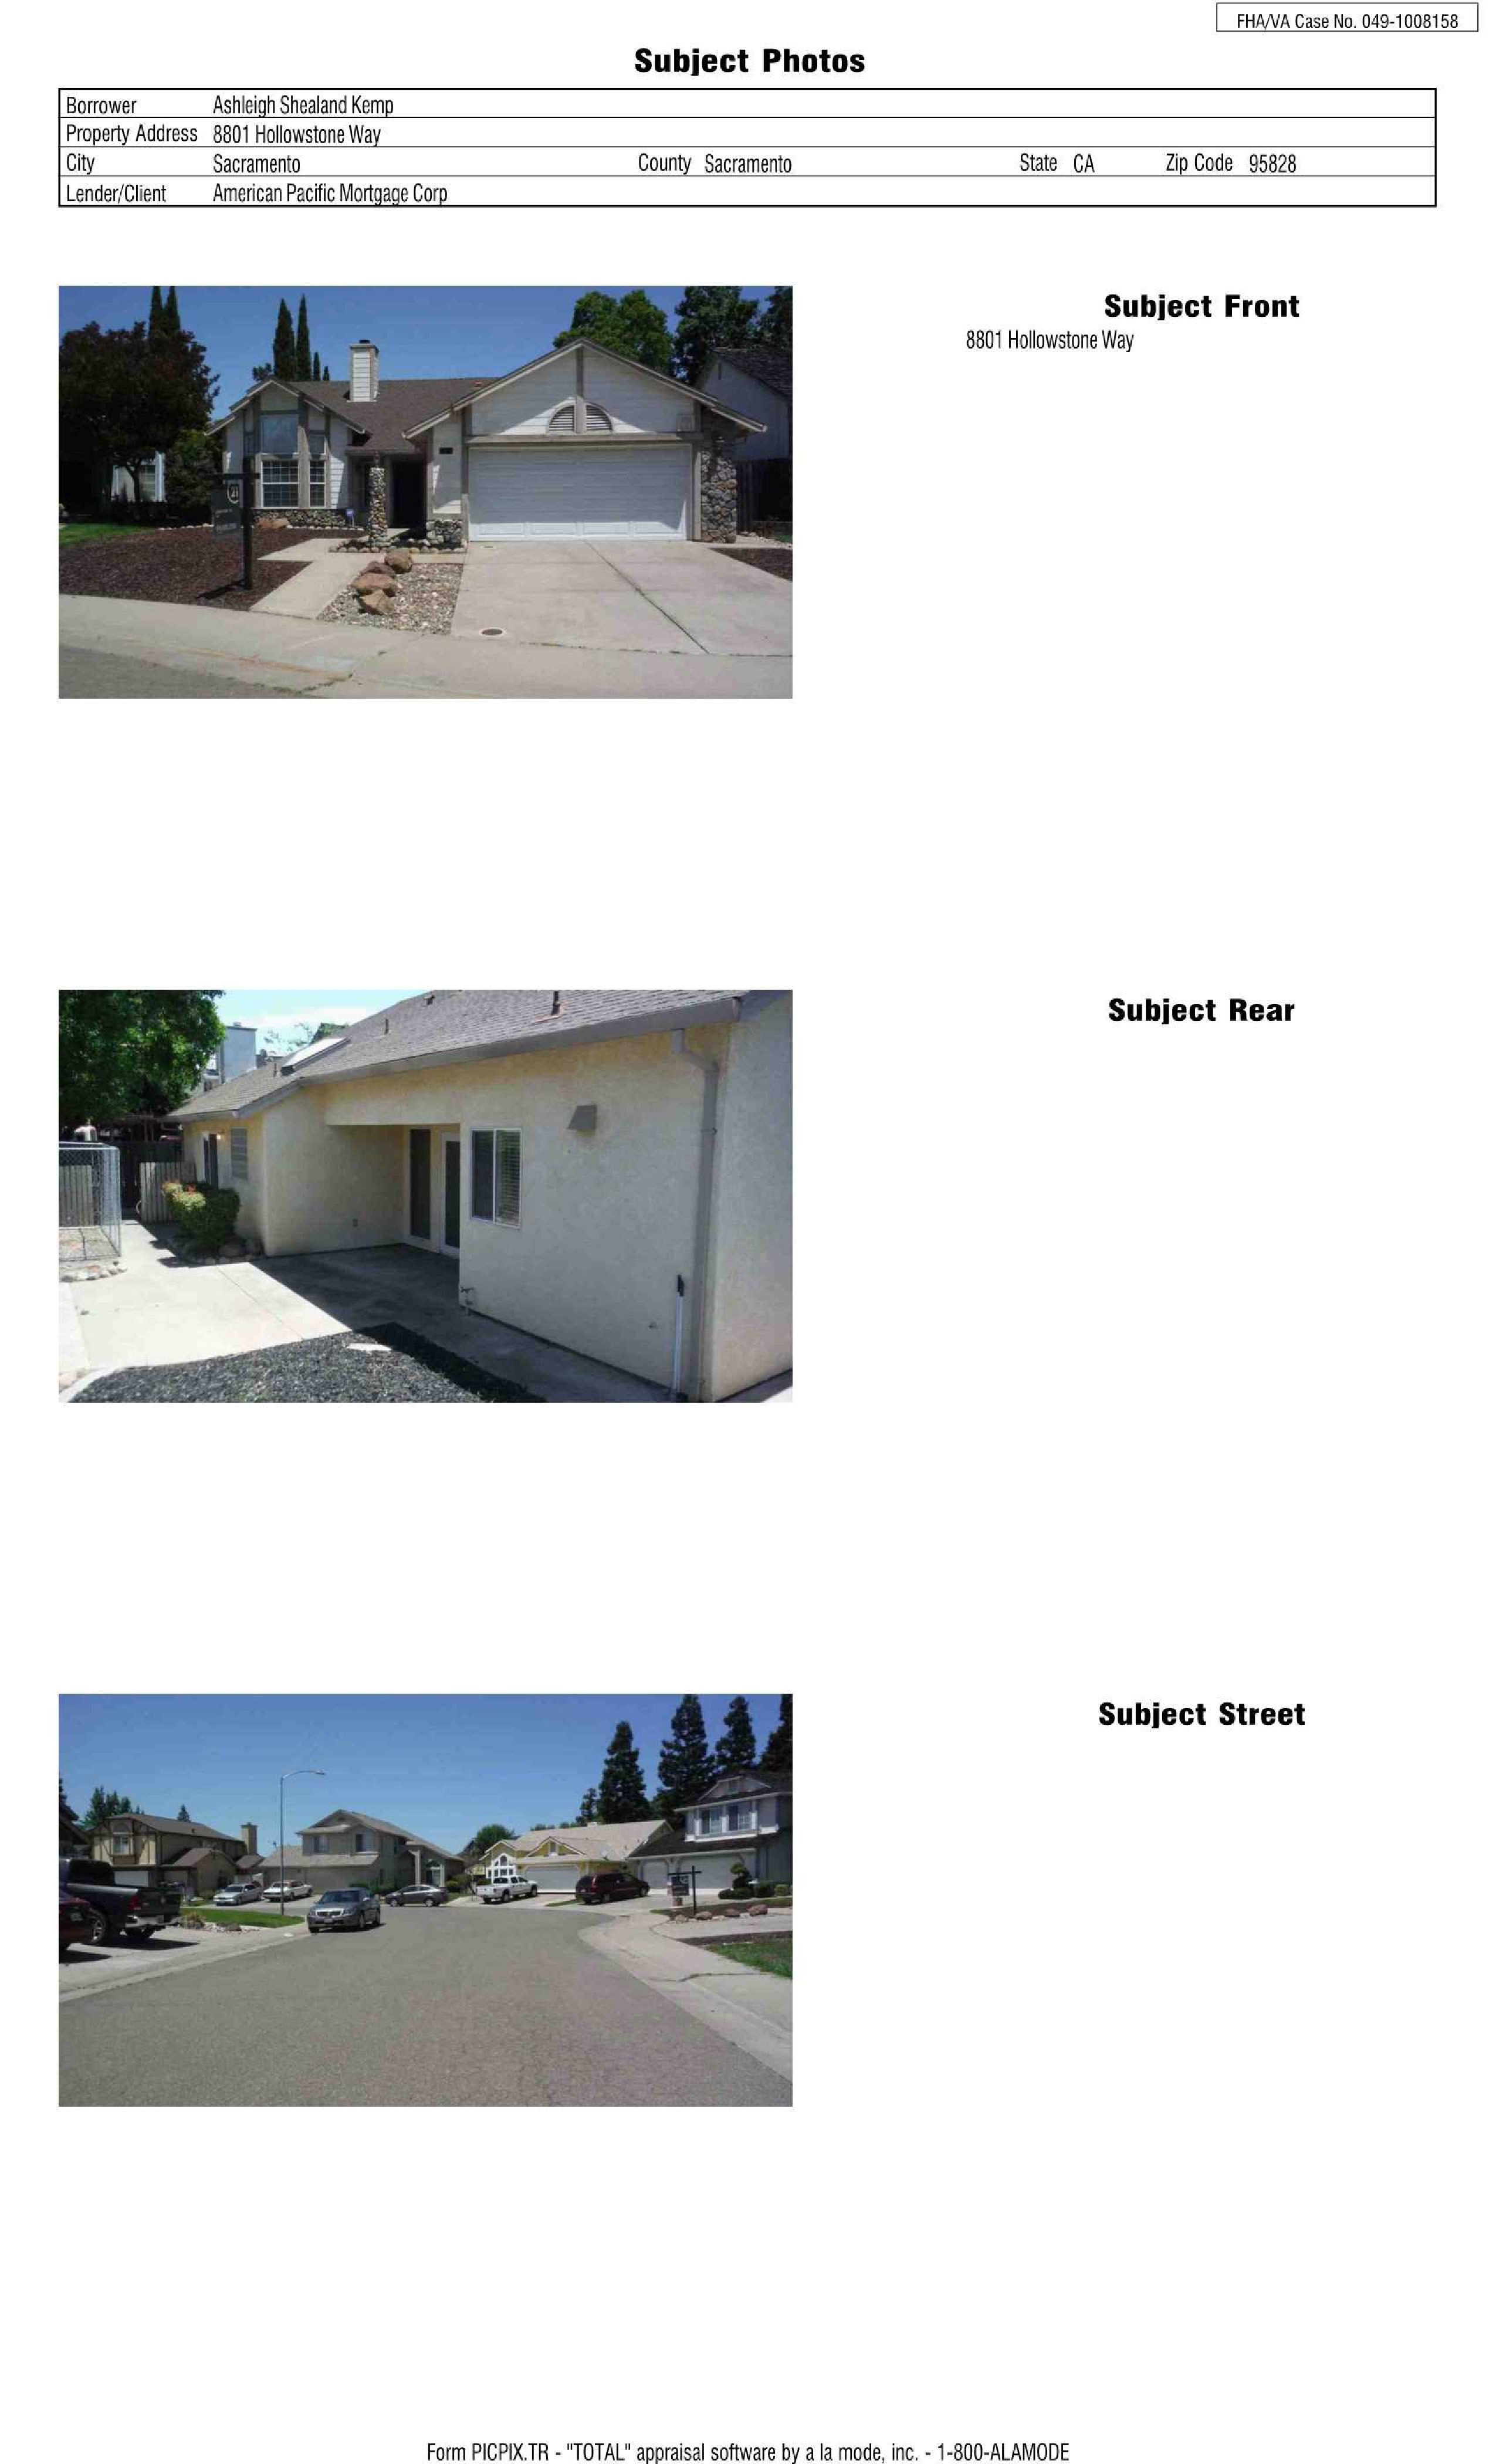 FHA/VA Case No. 049-1008158
Subject Photos
Borrower Ashleigh Shealand Kemp
Property Address 8801 Hollowstone Way
City Sacramento County Sacramento State CA Zip Code 95828
Lender/Client American Pacific Mortgage Corp
Subject Front
8801 Hollowstone Way
Subject Rear
Subject Street
Form PICPIX.TR - "TOTAL" appraisal software by a la mode, inc. - 1-800-ALAMODE